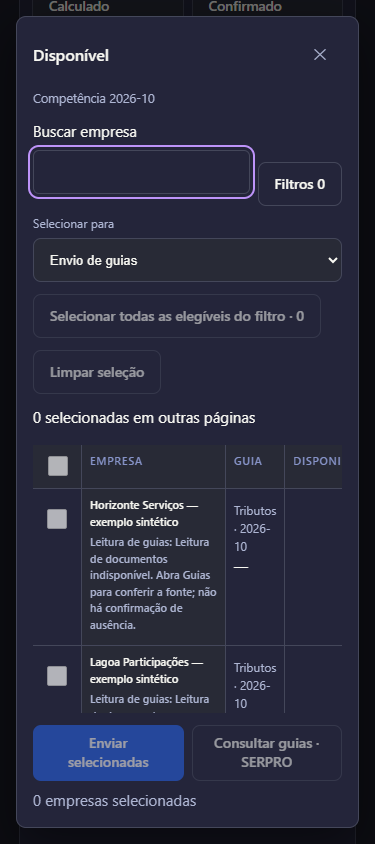 Calculado
Confirmado
Disponível
Competência 2026-10
Buscar empresa
Filtros 0
Selecionar para
Envio de guias
Selecionar todas as elegíveis do filtro · 0
Limpar seleção
0 selecionadas em outras páginas
EMPRESA
GUIA
DISPONI
Horizonte Serviços —
exemplo sintético
Leitura de guias: Leitura
de documentos
indisponível. Abra Guias
para conferir a fonte; não
há confirmação de
ausência.
Tributos
· 2026-
10
—
Lagoa Participações —
exemplo sintético
Leitura de guias: Leitura
Tributos
· 2026-
10
Enviar
selecionadas
Consultar guias ·
SERPRO
0 empresas selecionadas